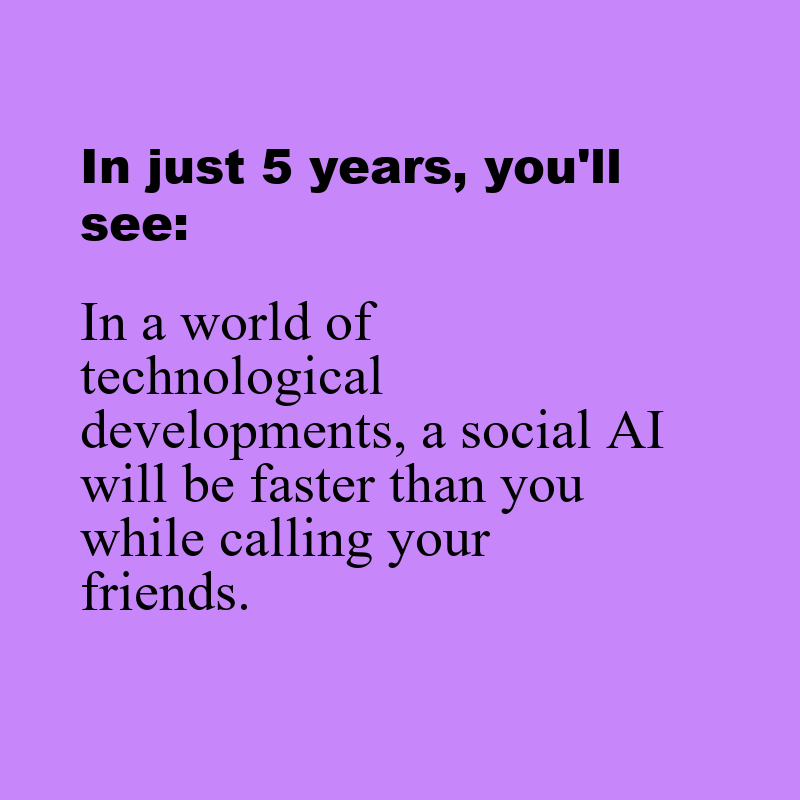 In just 5 years, you'll
see:
In a world of
technological
developments, a social AI
will be faster than you
while calling your
friends.